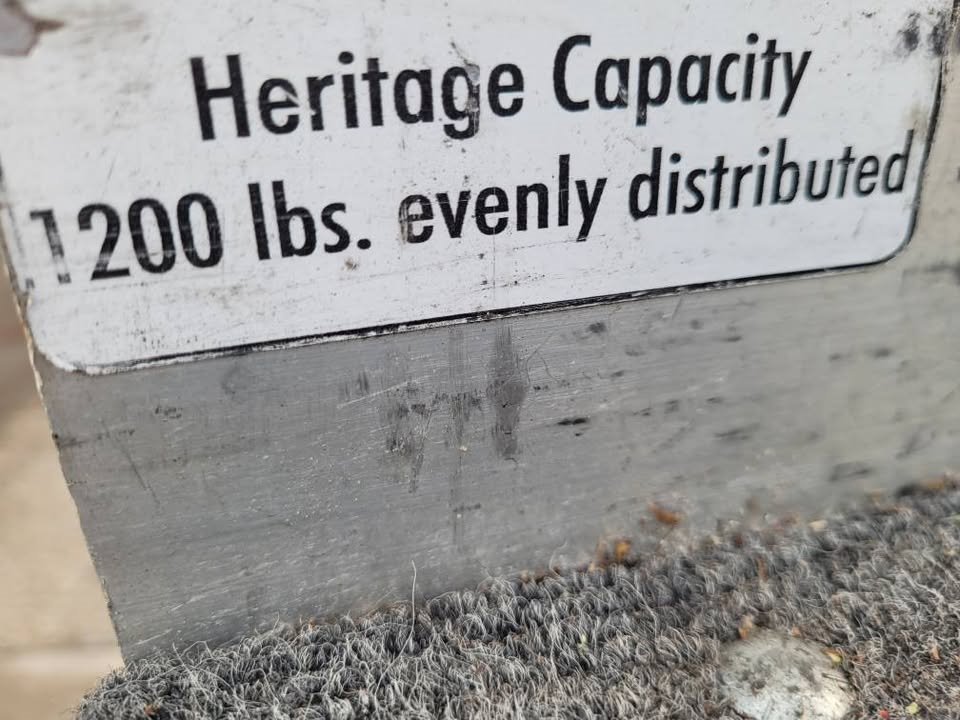 Heritage Capacity
1200 lbs. evenly distributed